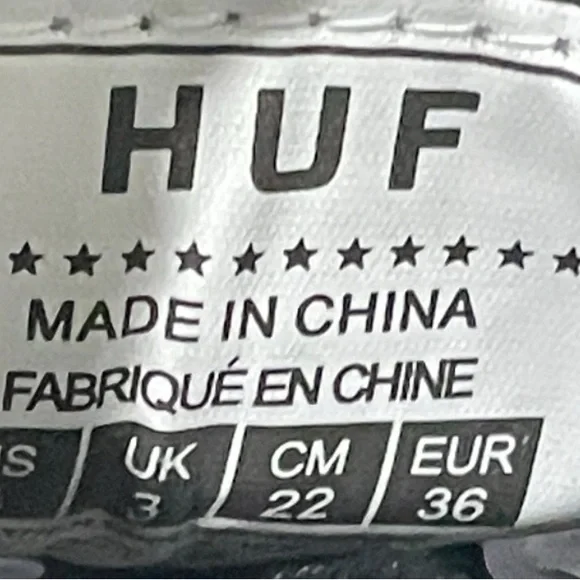 HUF
★★★★★★★★★★★
MADE IN CHINA
FABRIQUÉ EN CHINE
S UK CM EUR
3 22 36